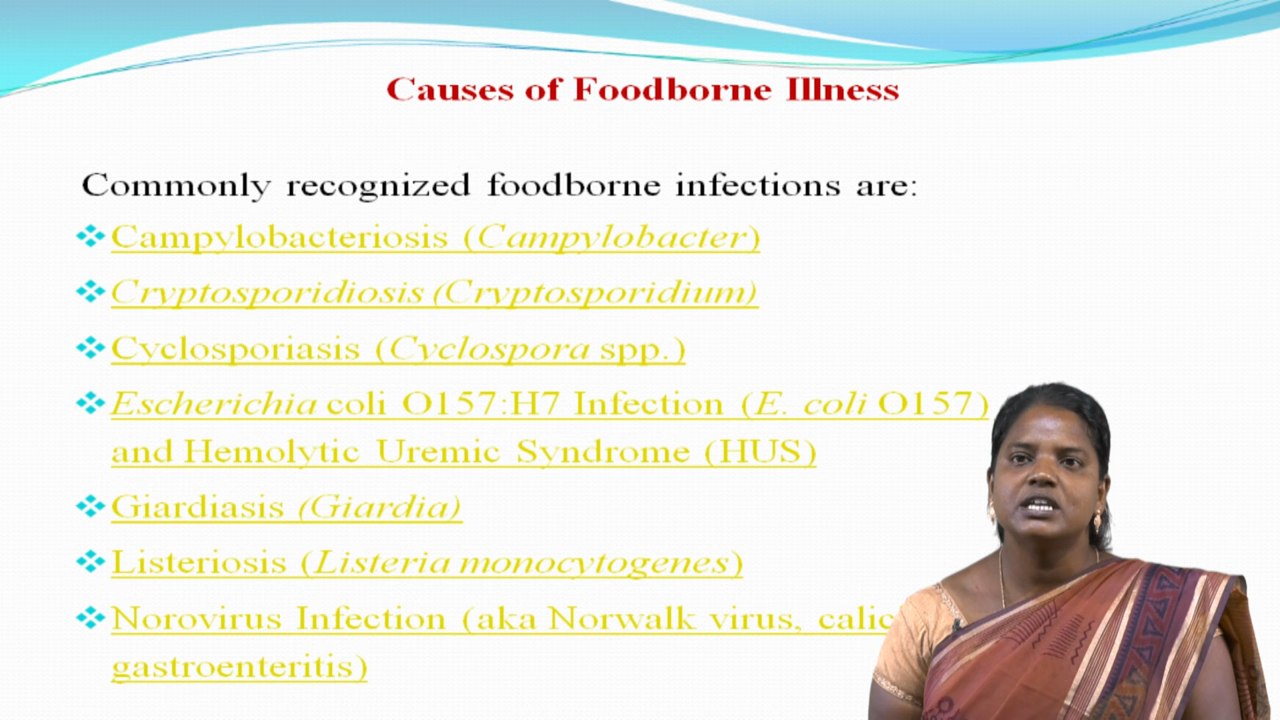 Causes of Foodborne Illness
Commonly recognized foodborne infections are:
Campylobacteriosis (Campylobacter)
Cryptosporidiosis (Cryptosporidium)
Cyclosporiasis (Cyclospora spp.)
Escherichia coli O157:H7 Infection (E. coli O157)
and Hemolytic Uremic Syndrome (HUS)
Giardiasis (Giardia)
Listeriosis (Listeria monocytogenes)
Norovirus Infection (aka Norwalk virus,
gastroenteritis)